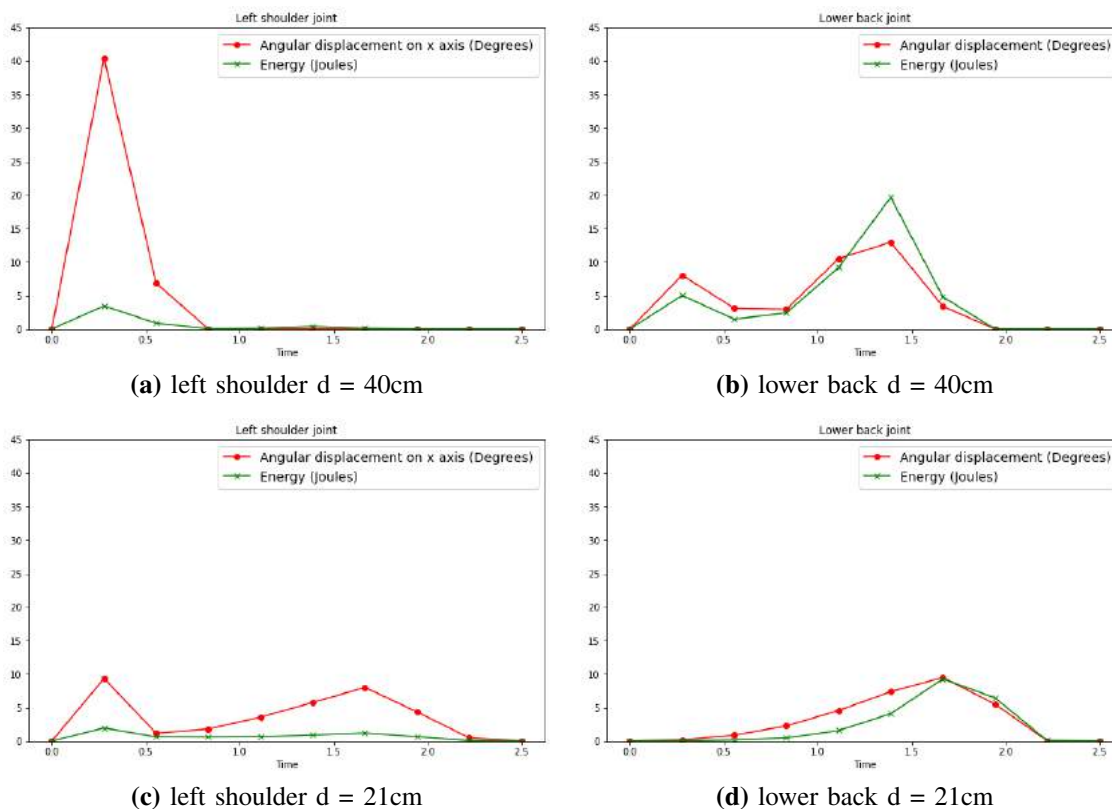 Left shoulder joint
45
40
35
30
25
20
15
10
5
0
Angular displacement on x axis (Degrees)
Energy (Joules)
0.0 0.5 1.0 1.5 2.0 2.5
Time
(a) left shoulder d = 40cm
Lower back joint
45
40
35
30
25
20
15
10
5
0
Angular displacement (Degrees)
Energy (Joules)
0.0 0.5 1.0 1.5 2.0 2.5
Time
(b) lower back d = 40cm
Left shoulder joint
45
40
35
30
25
20
15
10
5
0
Angular displacement on x axis (Degrees)
Energy (Joules)
0.0 0.5 1.0 1.5 2.0 2.5
Time
(c) left shoulder d = 21cm
Lower back joint
45
40
35
30
25
20
15
10
5
0
Angular displacement (Degrees)
Energy (Joules)
0.0 0.5 1.0 1.5 2.0 2.5
Time
(d) lower back d = 21cm